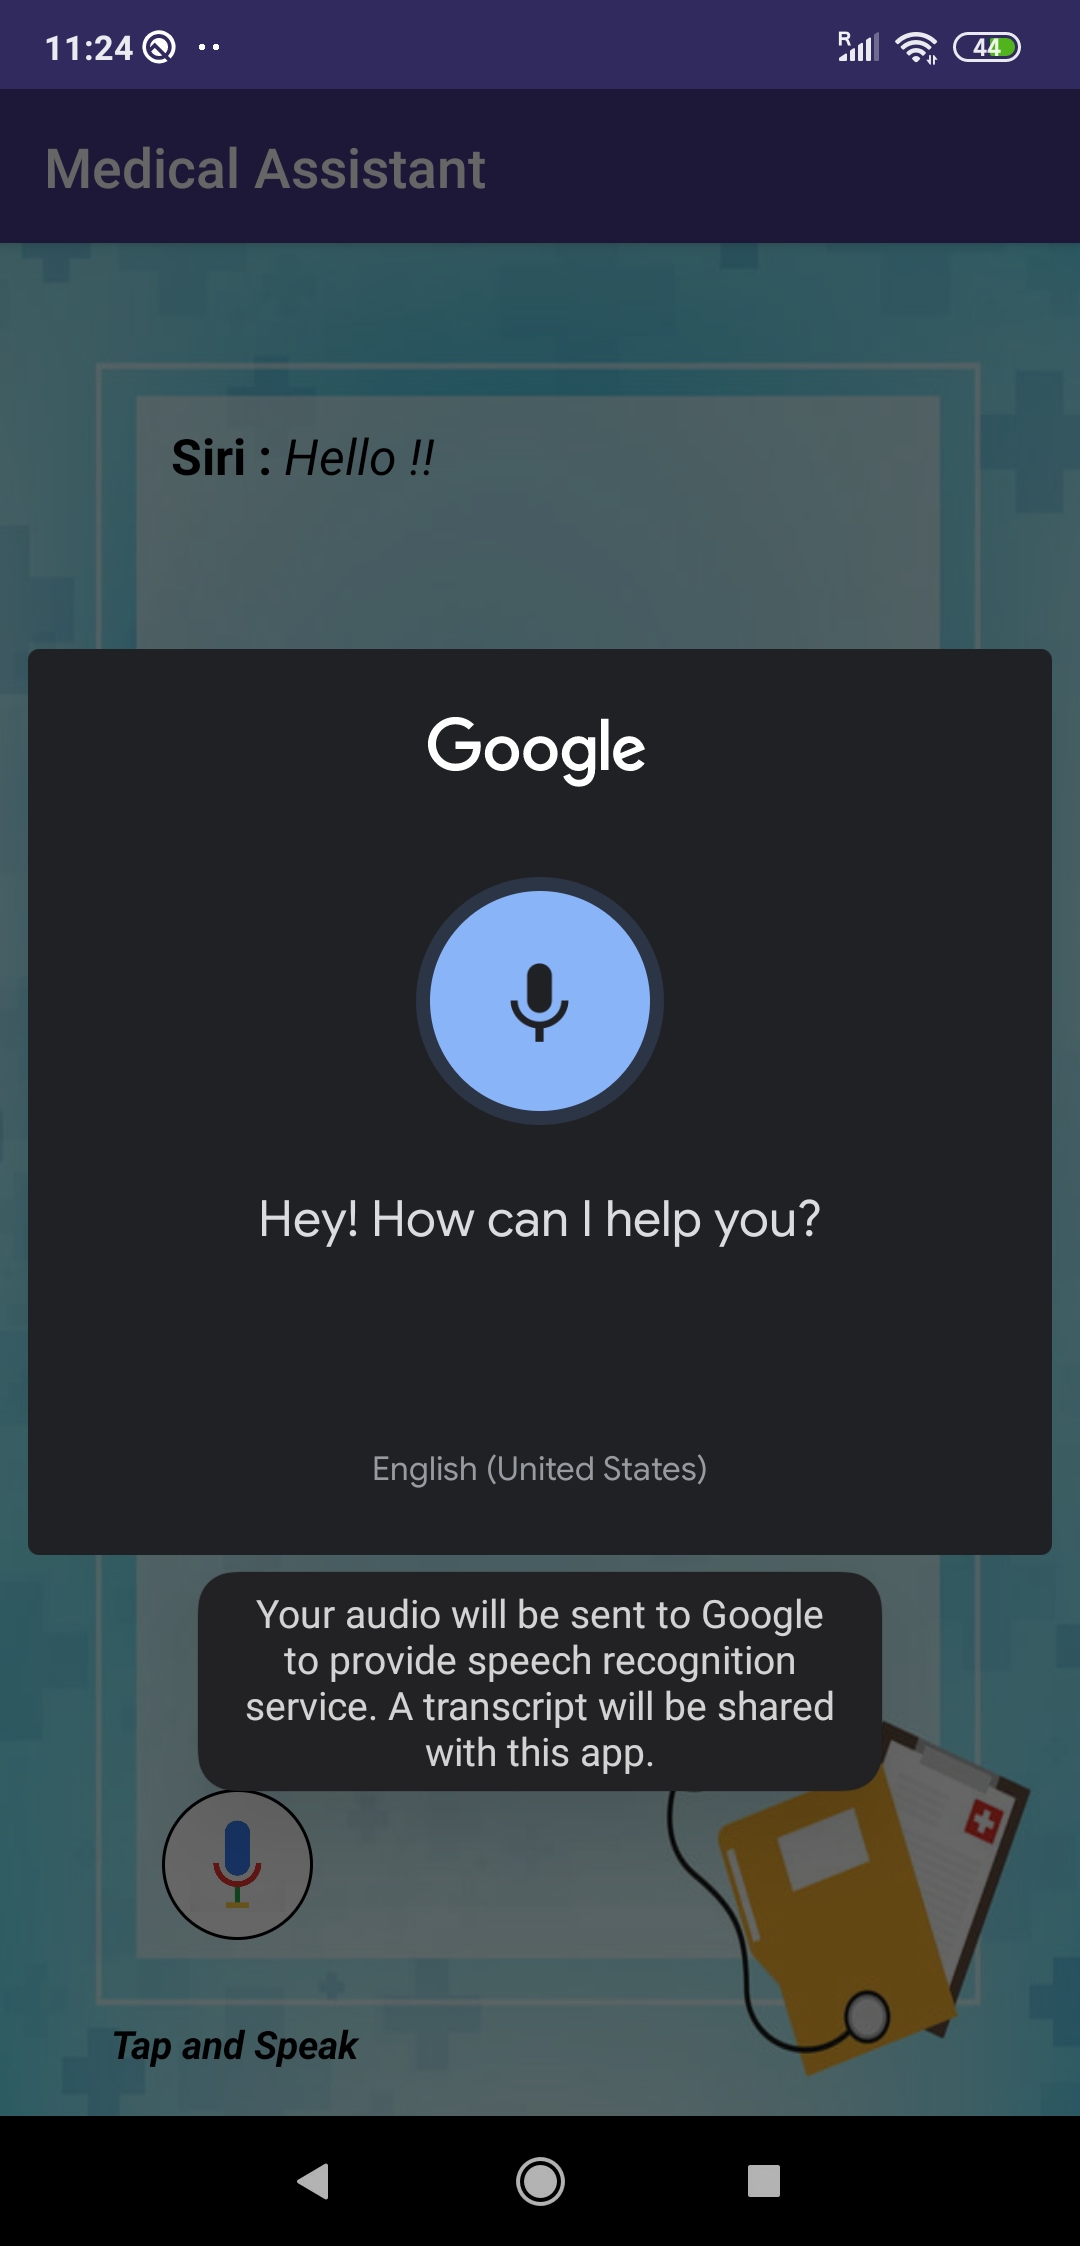 11:24
R
44
Medical Assistant
Siri : Hello !!
Google
Hey! How can I help you?
English (United States)
Your audio will be sent to Google
to provide speech recognition
service. A transcript will be shared
with this app.
Tap and Speak